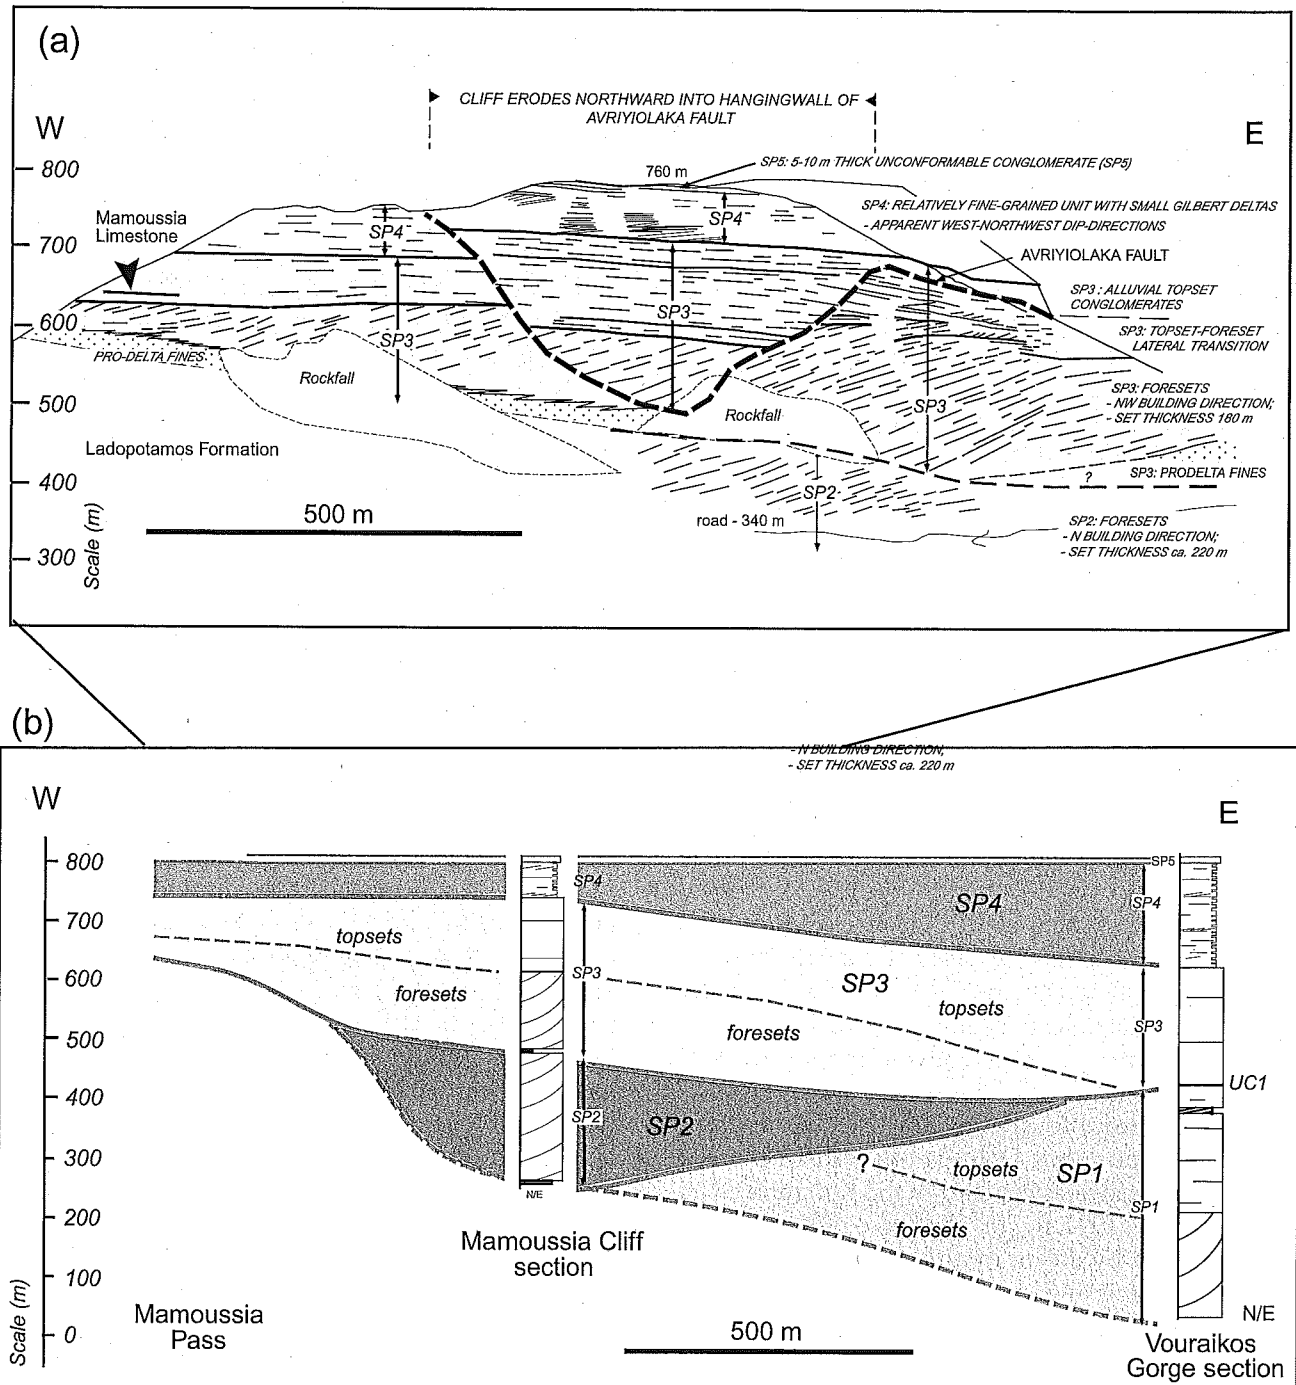 (a)
CLIFF ERODES NORTHWARD INTO HANGINGWALL OF
AVRIYIOLAKA FAULT
W
E
800
760 m
SP5: 5-10 m THICK UNCONFORMABLE CONGLOMERATE (SP5)
SP4: RELATIVELY FINE-GRAINED UNIT WITH SMALL GILBERT DELTAS
- APPARENT WEST-NORTHWEST DIP-DIRECTIONS
Mamoussia
Limestone
SP4
SP4
700
AVRIYIOLAKA FAULT
SP3 : ALLUVIAL TOPSET
CONGLOMERATES
600
SP3
SP3
SP3: TOPSET-FORESET
LATERAL TRANSITION
PRO-DELTA FINES
Rockfall
SP3: FORESETS
- NW BUILDING DIRECTION;
- SET THICKNESS 180 m
500
Rockfall
SP3
Ladopotamos Formation
400
?
SP3: PRODELTA FINES
SP2
500 m
road - 340 m
SP2: FORESETS
- N BUILDING DIRECTION;
- SET THICKNESS ca. 220 m
300
Scale (m)
(b)
- N BUILDING DIRECTION;
- SET THICKNESS ca. 220 m
W
E
800
SP5
SP4
SP4
SP4
700
topsets
600
SP3
SP3
topsets
foresets
foresets
SP3
500
UC1
400
SP2
SP2
300
?
topsets
SP1
N/E
SP1
200
foresets
Mamoussia Cliff
section
100
N/E
Mamoussia
Pass
500 m
0
Vouraikos
Gorge section
Scale (m)